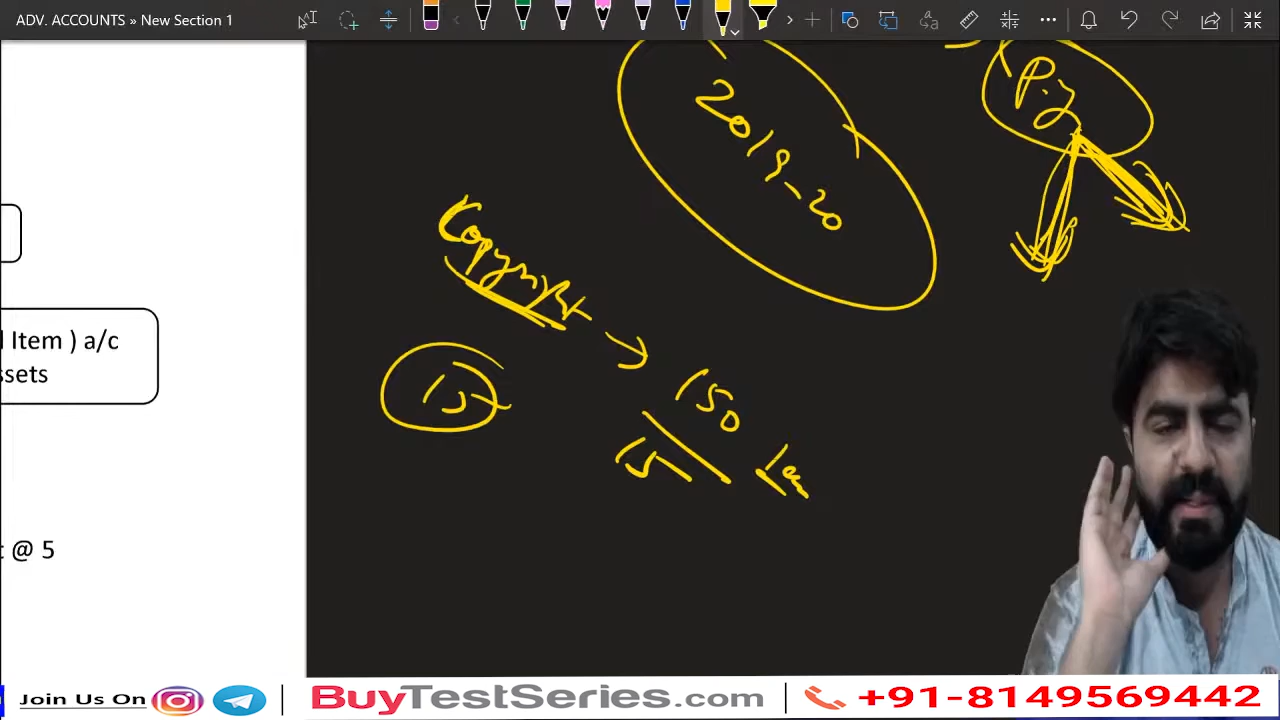 ADV. ACCOUNTS » New Section 1
P.y
2019-20
Copyright → 150
15
15
l Item ) a/c
ssets
@ 5
Join Us On
BuyTestSeries.com
+91-8149569442